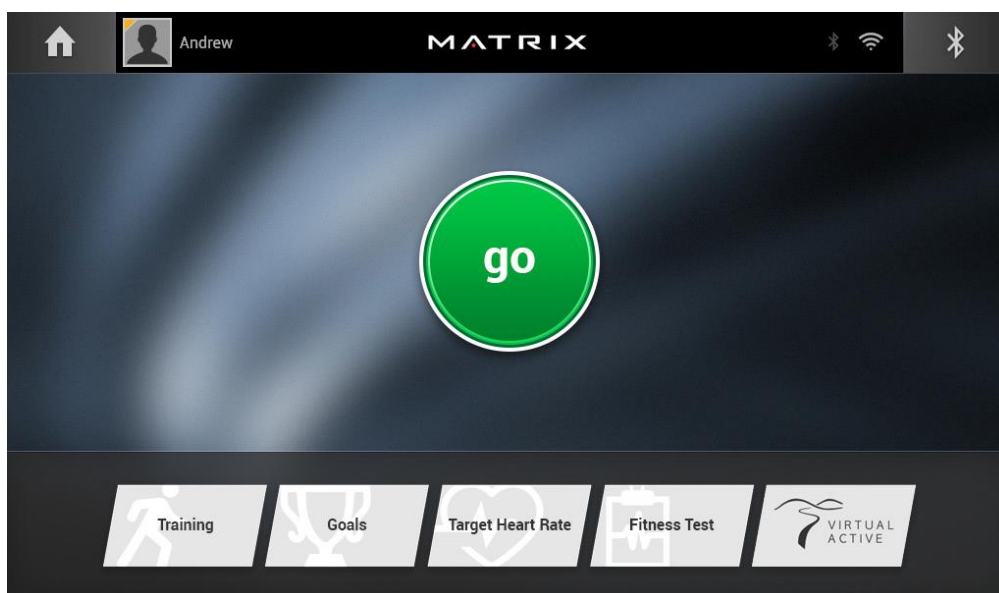 Andrew
MATRIX
go
Training
Goals
Target Heart Rate
Fitness Test
VIRTUAL
ACTIVE